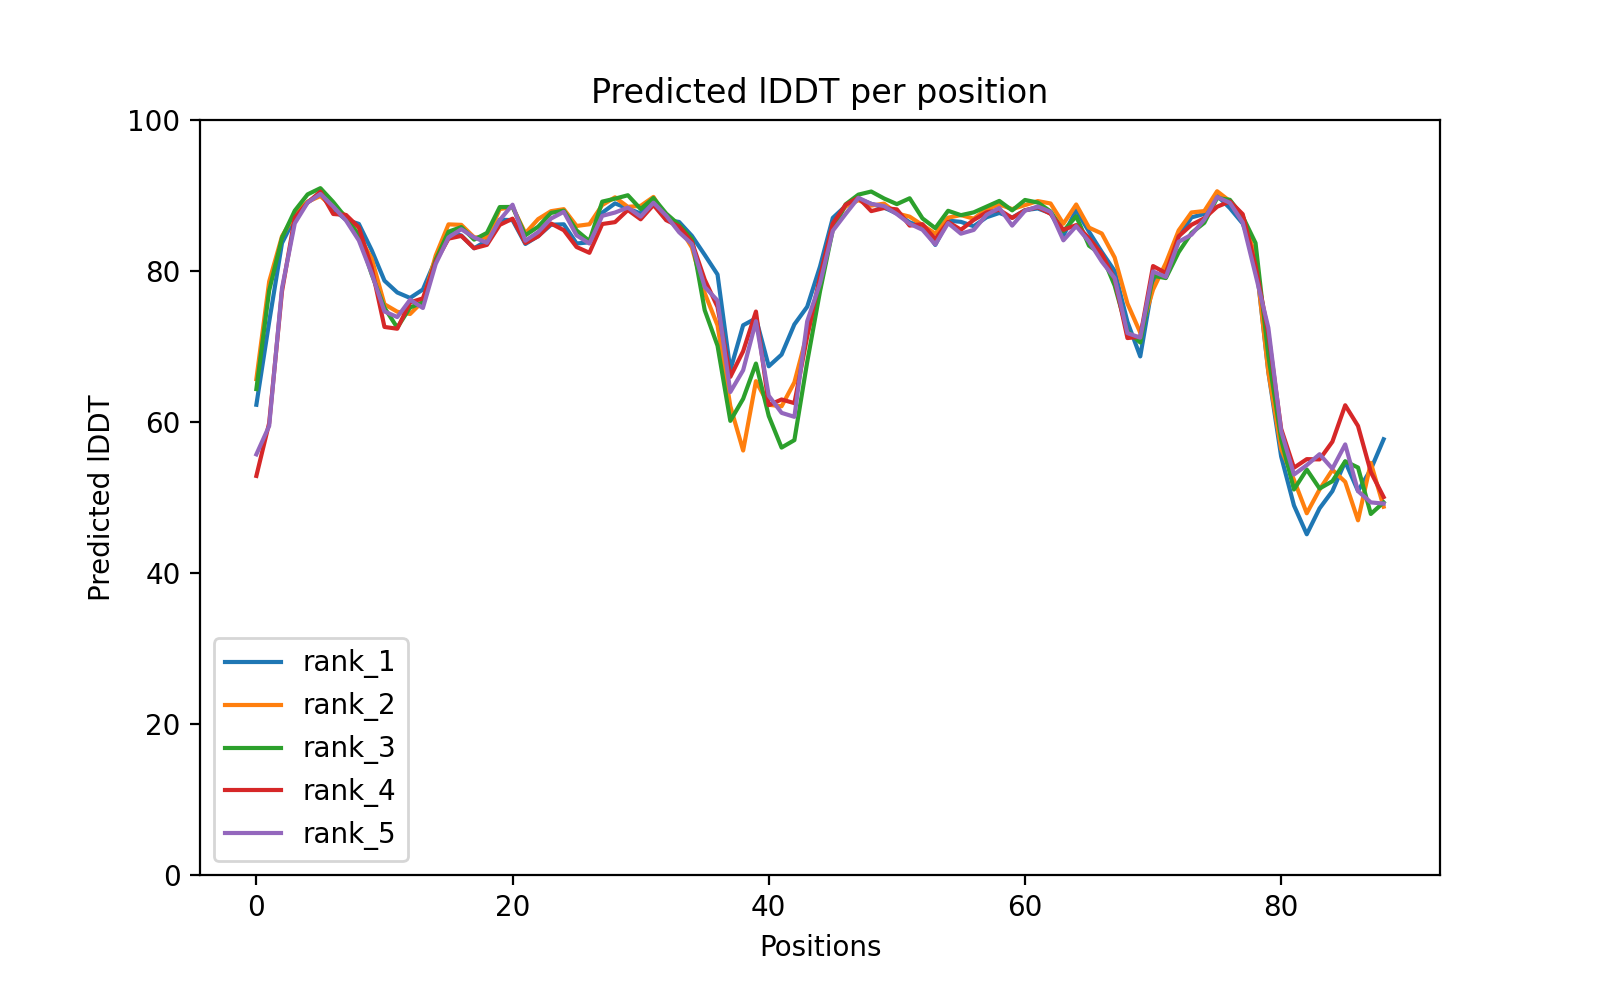 Predicted lDDT per position
100
80
60
40
20
0
Predicted lDDT
rank_1
rank_2
rank_3
rank_4
rank_5
0 20 40 60 80
Positions